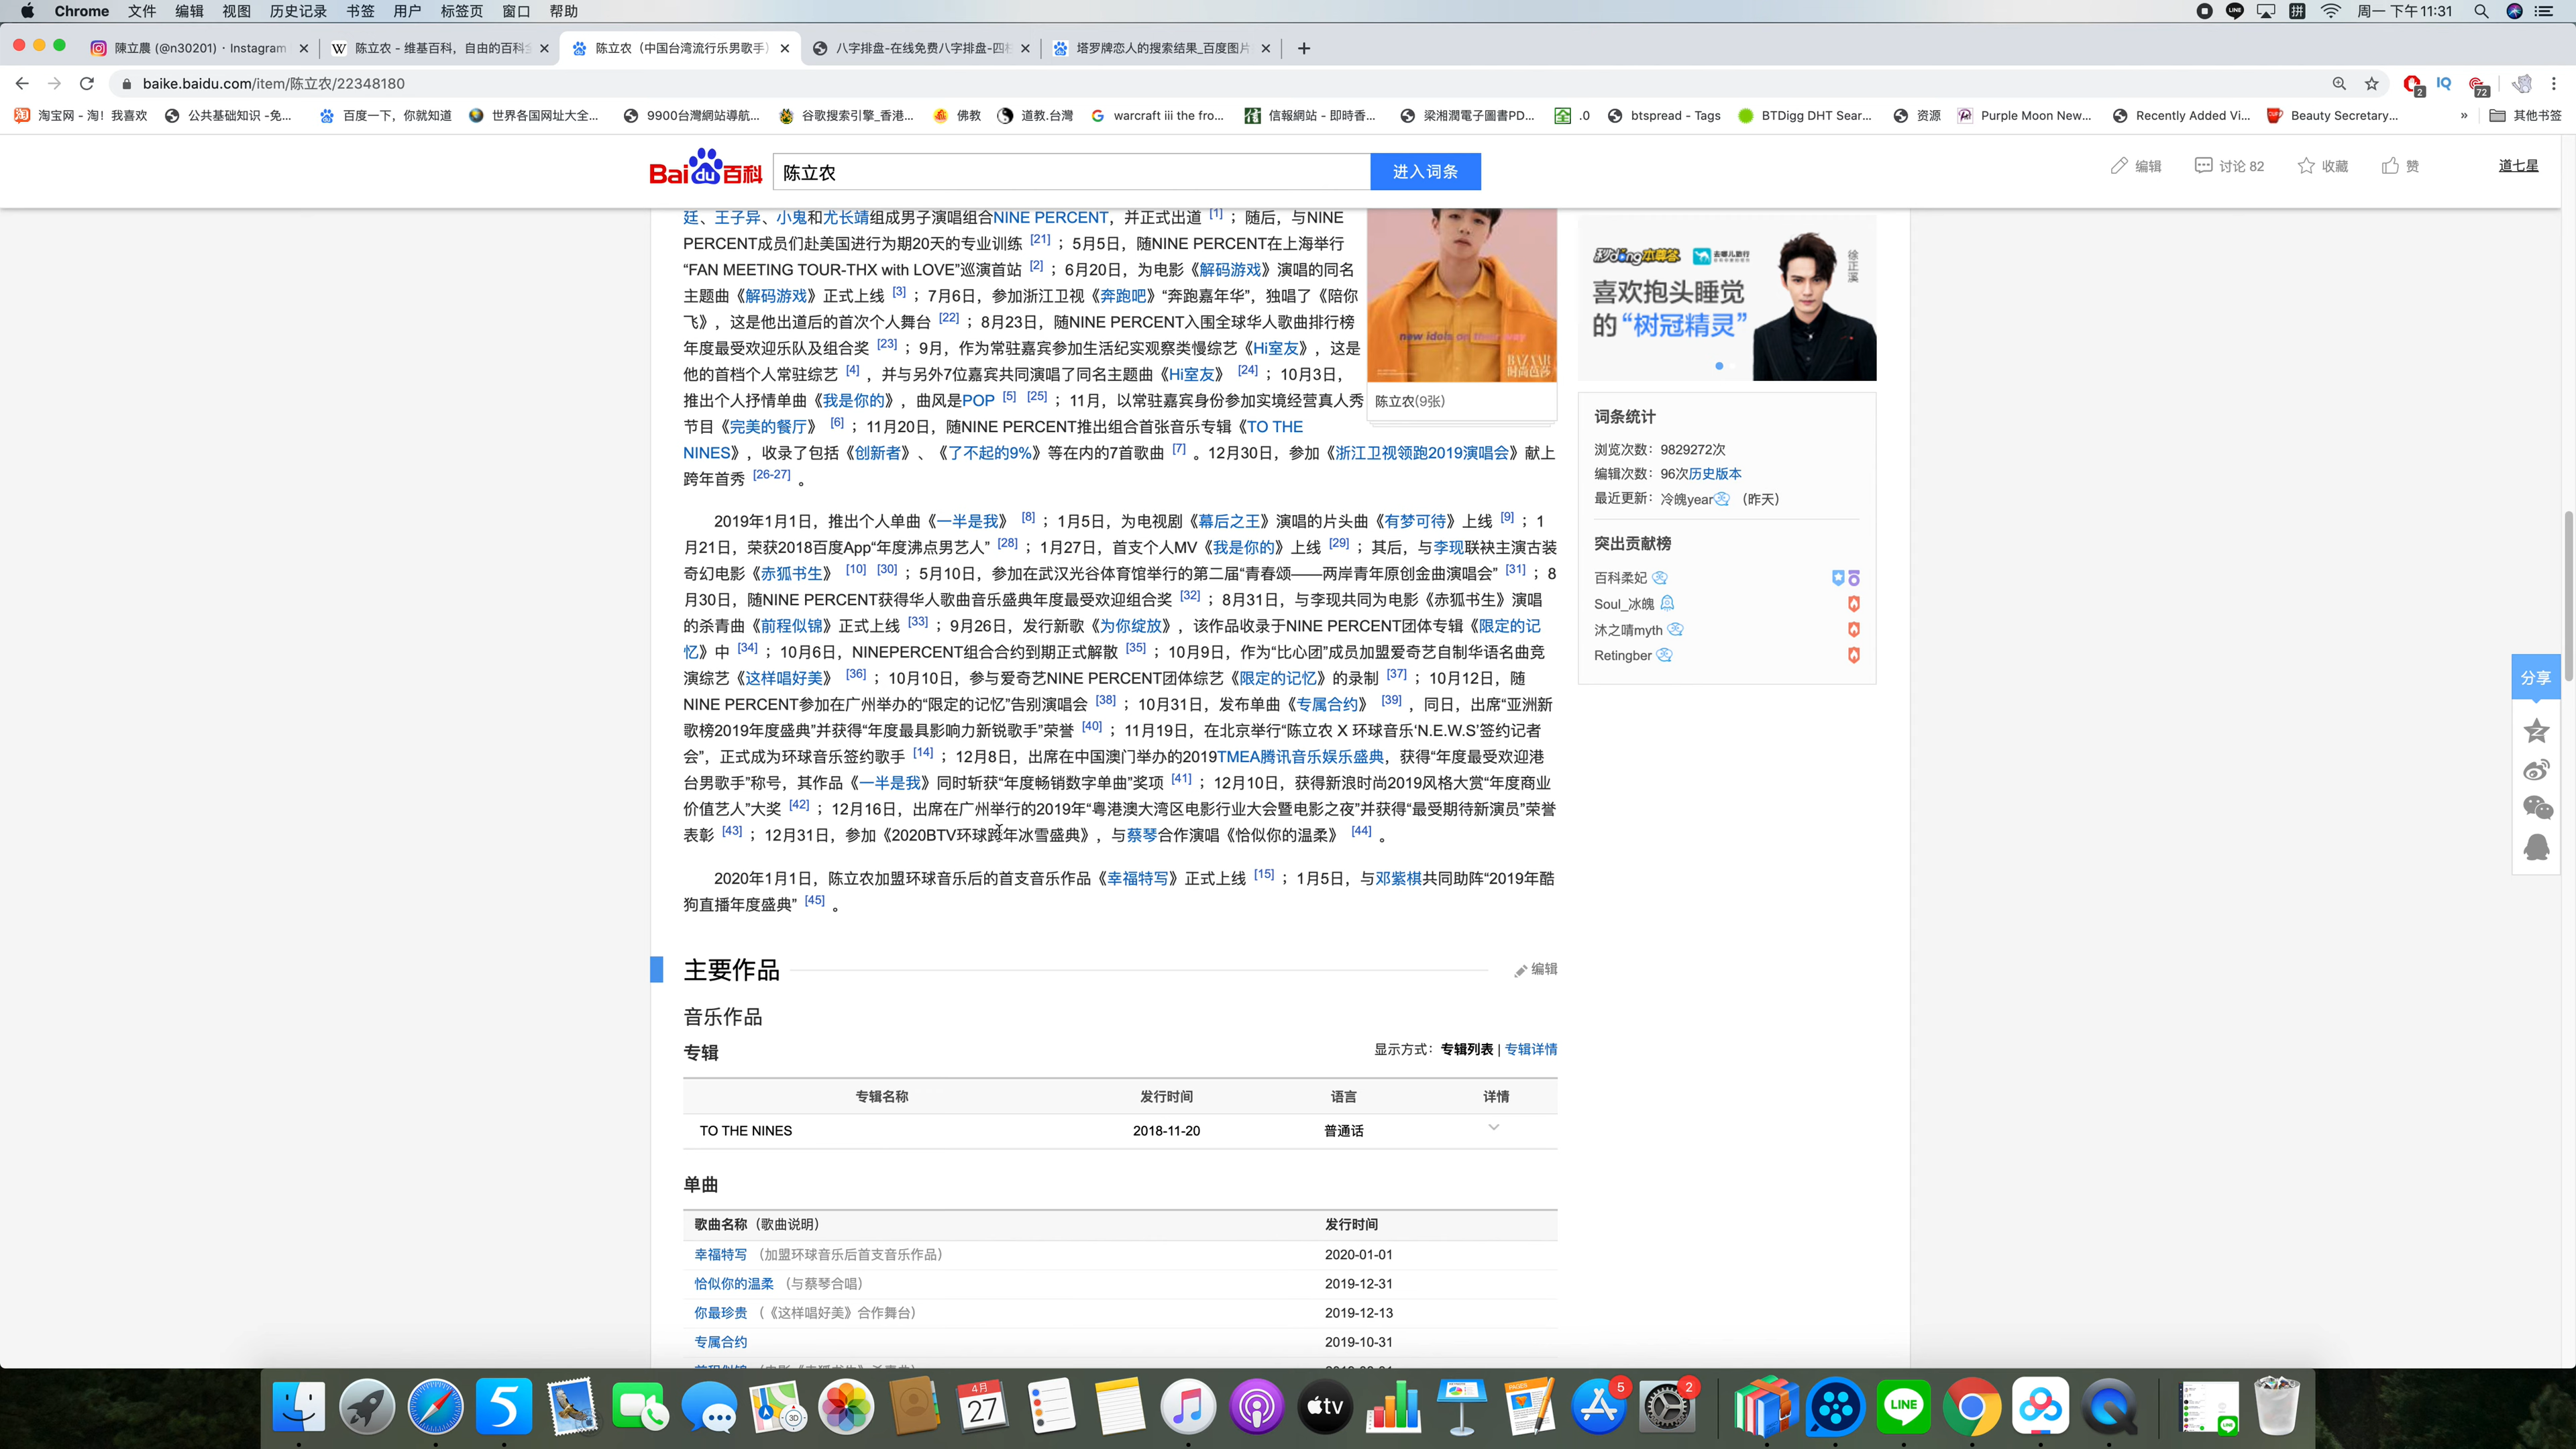 Chrome 文件 编辑 视图 历史记录 书签 用户 标签页 窗口 帮助 周一 下午11:31
陳立農 (@n30201) · Instagram 陈立农 - 维基百科，自由的百科全 陈立农（中国台湾流行乐男歌手） 八字排盘-在线免费八字排盘-四柱 塔罗牌恋人的搜索结果_百度图片
baike.baidu.com/item/陈立农/22348180
2 IQ 72
淘宝网 - 淘！我喜欢 公共基础知识 -免... 百度一下，你就知道 世界各国网址大全... 9900台灣網站導航... 谷歌搜索引擎_香港... 佛教 道教.台灣 warcraft iii the fro... 信報網站 - 即時香... 梁湘潤電子圖書PD... .0 btspread - Tags BTDigg DHT Sear... 资源 Purple Moon New... Recently Added Vi... Beauty Secretary... » 其他书签
Baidu百科 陈立农 进入词条 编辑 讨论 82 收藏 赞 道七星
廷、王子异、小鬼和尤长靖组成男子演唱组合NINE PERCENT，并正式出道 [1] ；随后，与NINE
PERCENT成员们赴美国进行为期20天的专业训练 [21] ；5月5日，随NINE PERCENT在上海举行
“FAN MEETING TOUR-THX with LOVE”巡演首站 [2] ；6月20日，为电影《解码游戏》演唱的同名
主题曲《解码游戏》正式上线 [3] ；7月6日，参加浙江卫视《奔跑吧》“奔跑嘉年华”，独唱了《陪你
飞》，这是他出道后的首次个人舞台 [22] ；8月23日，随NINE PERCENT入围全球华人歌曲排行榜
年度最受欢迎乐队及组合奖 [23] ；9月，作为常驻嘉宾参加生活纪实观察类慢综艺《Hi室友》，这是
他的首档个人常驻综艺 [4] ，并与另外7位嘉宾共同演唱了同名主题曲《Hi室友》 [24] ；10月3日，
推出个人抒情单曲《我是你的》，曲风是POP [5] [25] ；11月，以常驻嘉宾身份参加实境经营真人秀
节目《完美的餐厅》 [6] ；11月20日，随NINE PERCENT推出组合首张音乐专辑《TO THE
NINES》，收录了包括《创新者》、《了不起的9%》等在内的7首歌曲 [7] 。12月30日，参加《浙江卫视领跑2019演唱会》献上
跨年首秀 [26-27] 。
new idols on their way
BAZAAR
时尚芭莎
陈立农(9张)
2019年1月1日，推出个人单曲《一半是我》 [8] ；1月5日，为电视剧《幕后之王》演唱的片头曲《有梦可待》上线 [9] ；1
月21日，荣获2018百度App“年度沸点男艺人” [28] ；1月27日，首支个人MV《我是你的》上线 [29] ；其后，与李现联袂主演古装
奇幻电影《赤狐书生》 [10] [30] ；5月10日，参加在武汉光谷体育馆举行的第二届“青春颂——两岸青年原创金曲演唱会” [31] ；8
月30日，随NINE PERCENT获得华人歌曲音乐盛典年度最受欢迎组合奖 [32] ；8月31日，与李现共同为电影《赤狐书生》演唱
的杀青曲《前程似锦》正式上线 [33] ；9月26日，发行新歌《为你绽放》，该作品收录于NINE PERCENT团体专辑《限定的记
忆》中 [34] ；10月6日，NINEPERCENT组合合约到期正式解散 [35] ；10月9日，作为“比心团”成员加盟爱奇艺自制华语名曲竞
演综艺《这样唱好美》 [36] ；10月10日，参与爱奇艺NINE PERCENT团体综艺《限定的记忆》的录制 [37] ；10月12日，随
NINE PERCENT参加在广州举办的“限定的记忆”告别演唱会 [38] ；10月31日，发布单曲《专属合约》 [39] ，同日，出席“亚洲新
歌榜2019年度盛典”并获得“年度最具影响力新锐歌手”荣誉 [40] ；11月19日，在北京举行“陈立农 X 环球音乐‘N.E.W.S’签约记者
会”，正式成为环球音乐签约歌手 [14] ；12月8日，出席在中国澳门举办的2019TMEA腾讯音乐娱乐盛典，获得“年度最受欢迎港
台男歌手”称号，其作品《一半是我》同时斩获“年度畅销数字单曲”奖项 [41] ；12月10日，获得新浪时尚2019风格大赏“年度商业
价值艺人”大奖 [42] ；12月16日，出席在广州举行的2019年“粤港澳大湾区电影行业大会暨电影之夜”并获得“最受期待新演员”荣誉
表彰 [43] ；12月31日，参加《2020BTV环球跨年冰雪盛典》，与蔡琴合作演唱《恰似你的温柔》 [44] 。
2020年1月1日，陈立农加盟环球音乐后的首支音乐作品《幸福特写》正式上线 [15] ；1月5日，与邓紫棋共同助阵“2019年酷
狗直播年度盛典” [45] 。
主要作品 编辑
音乐作品
专辑 显示方式：专辑列表 | 专辑详情
专辑名称 发行时间 语言 详情
TO THE NINES 2018-11-20 普通话
单曲
歌曲名称（歌曲说明） 发行时间
幸福特写 （加盟环球音乐后首支音乐作品） 2020-01-01
恰似你的温柔 （与蔡琴合唱） 2019-12-31
你最珍贵 （《这样唱好美》合作舞台） 2019-12-13
专属合约 2019-10-31
去哪儿旅行
徐正溪
喜欢抱头睡觉
的“树冠精灵”
词条统计
浏览次数：9829272次
编辑次数：96次历史版本
最近更新：冷魄year （昨天）
突出贡献榜
百科柔妃
Soul_冰魄
沐之晴myth
Retingber
分享
4月
27
3D
tv
5
2
LINE